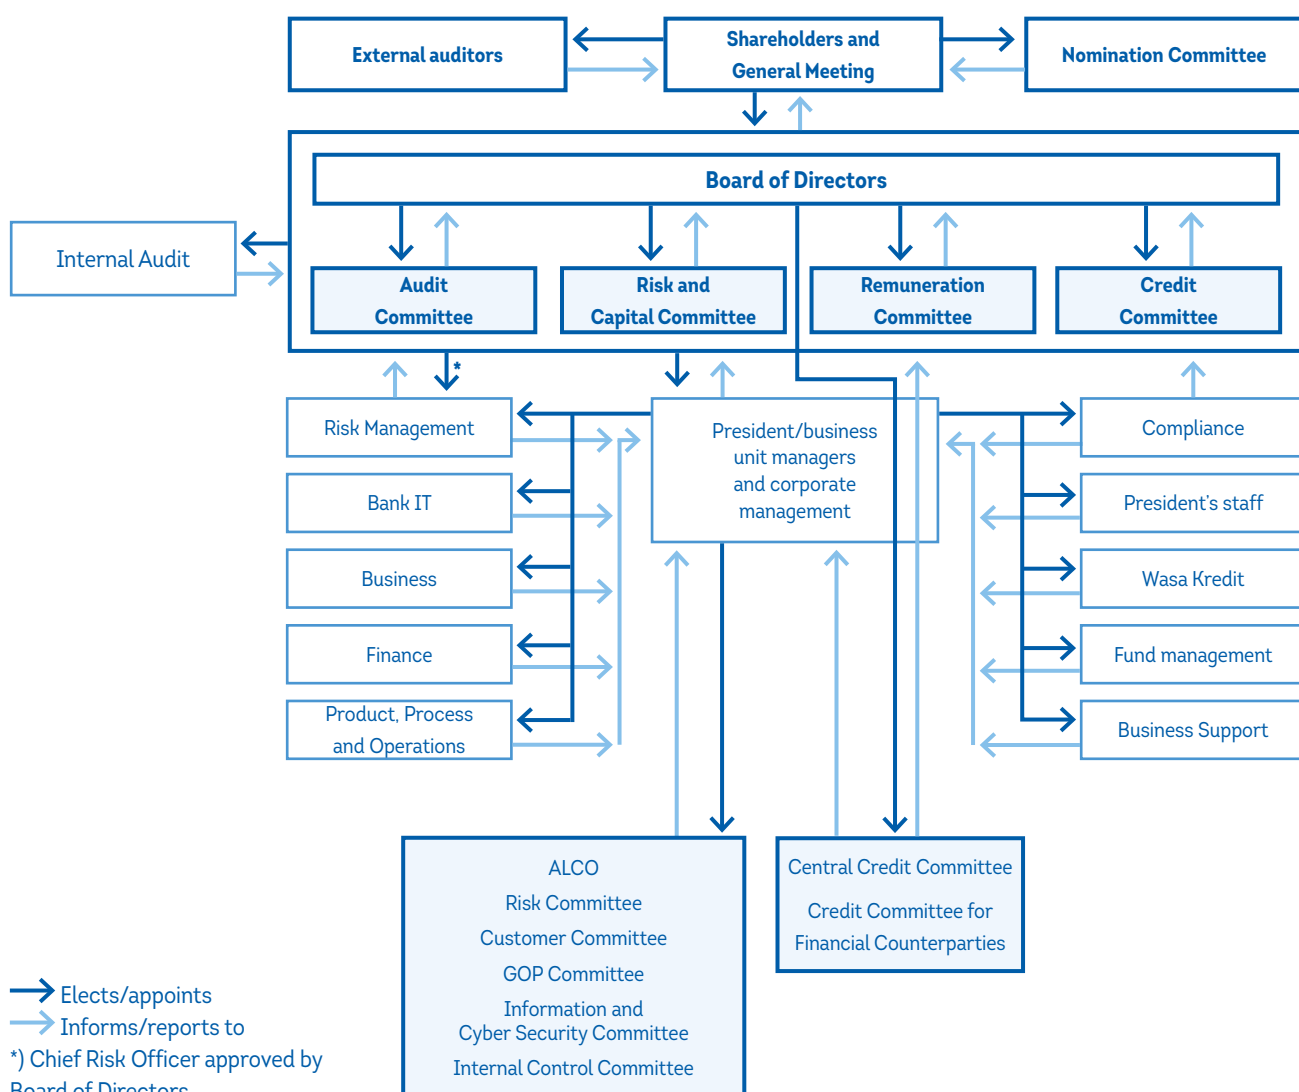 External auditors
Shareholders and
General Meeting
Nomination Committee
Board of Directors
Internal Audit
Audit
Committee
Risk and
Capital Committee
Remuneration
Committee
Credit
Committee
*
Risk Management
President/business
unit managers
and corporate
management
Compliance
Bank IT
President’s staff
Business
Wasa Kredit
Finance
Fund management
Product, Process
and Operations
Business Support
ALCO
Risk Committee
Customer Committee
GOP Committee
Information and
Cyber Security Committee
Internal Control Committee
Central Credit Committee
Credit Committee for
Financial Counterparties
Elects/appoints
Informs/reports to
*) Chief Risk Officer approved by
Board of Directors